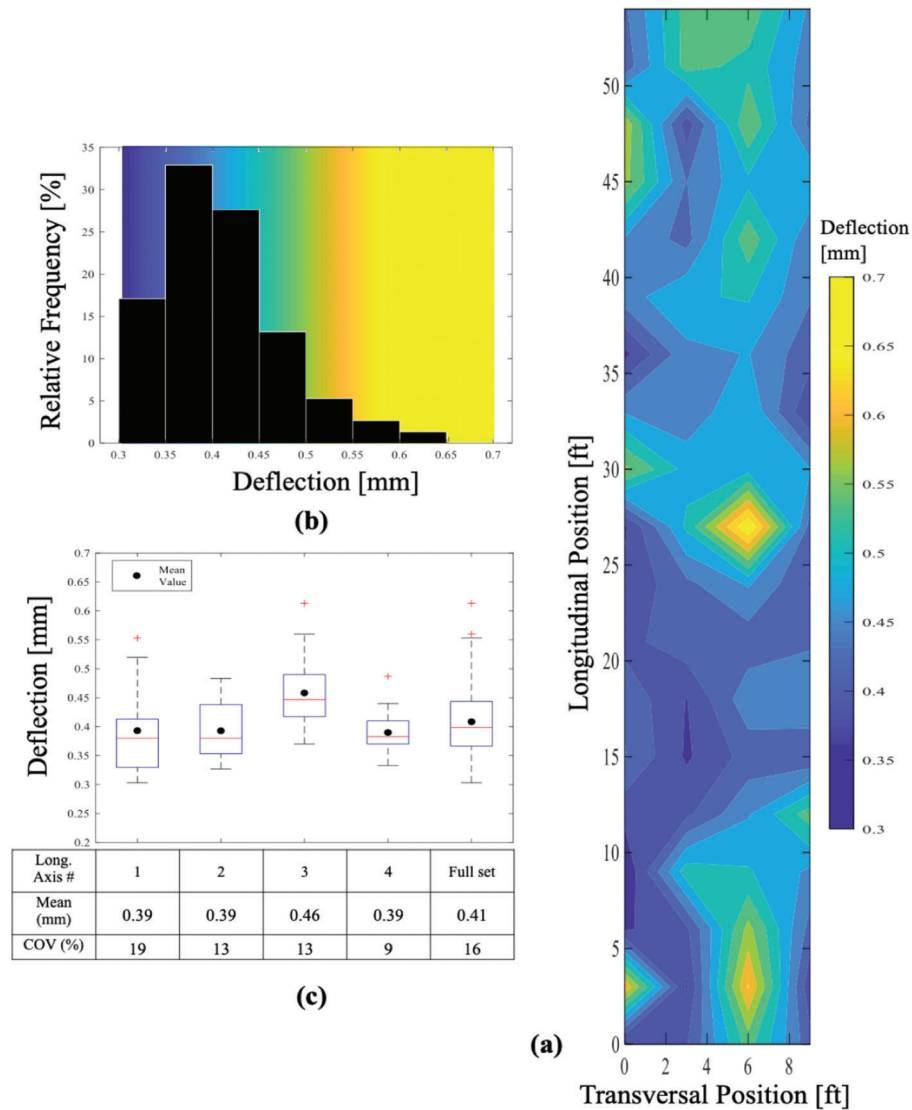 35
30
25
20
15
10
5
0
Relative Frequency [%]
0.3 0.35 0.4 0.45 0.5 0.55 0.6 0.65 0.7
Deflection [mm]
(b)
0.7
0.65
0.6
0.55
0.5
0.45
0.4
0.35
0.3
0.25
0.2
Deflection [mm]
Mean
Value
Long.
Axis # 1 2 3 4 Full set
Mean
(mm) 0.39 0.39 0.46 0.39 0.41
COV (%) 19 13 13 9 16
(c)
50
45
40
35
30
25
20
15
10
5
0
Longitudinal Position [ft]
0 2 4 6 8
Transversal Position [ft]
(a)
Deflection
[mm]
0.7
0.65
0.6
0.55
0.5
0.45
0.4
0.35
0.3